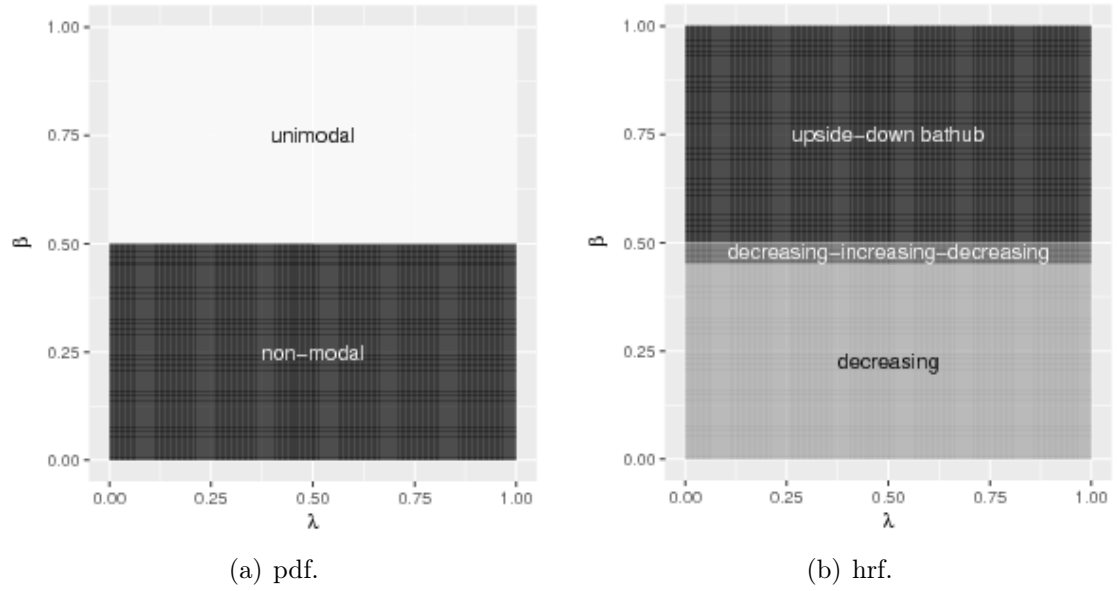 1.00
0.75
0.50
0.25
0.00
β
unimodal
non−modal
0.00 0.25 0.50 0.75 1.00
λ
(a) pdf.
1.00
0.75
0.50
0.25
0.00
β
upside−down bathub
decreasing−increasing−decreasing
decreasing
0.00 0.25 0.50 0.75 1.00
λ
(b) hrf.